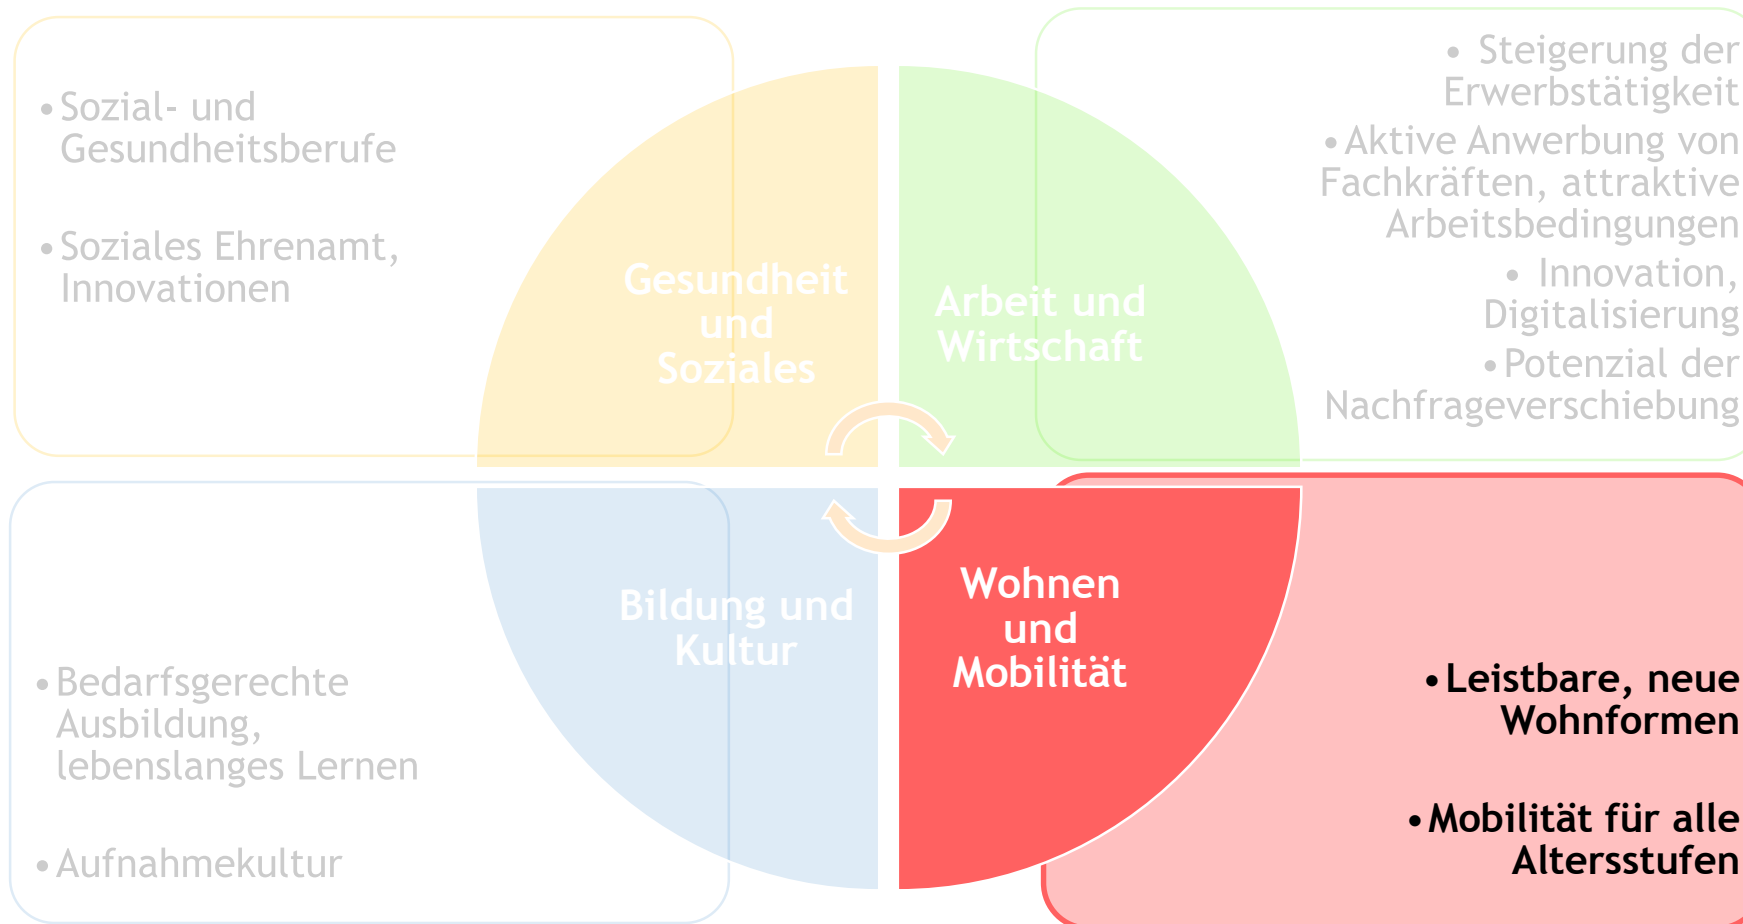 • Sozial- und
Gesundheitsberufe
• Soziales Ehrenamt,
Innovationen
Gesundheit
und
Soziales
Arbeit und
Wirtschaft
• Steigerung der
Erwerbstätigkeit
• Aktive Anwerbung von
Fachkräften, attraktive
Arbeitsbedingungen
• Innovation,
Digitalisierung
• Potenzial der
Nachfrageverschiebung
• Bedarfsgerechte
Ausbildung,
lebenslanges Lernen
• Aufnahmekultur
Bildung und
Kultur
Wohnen
und
Mobilität
• Leistbare, neue
Wohnformen
• Mobilität für alle
Altersstufen